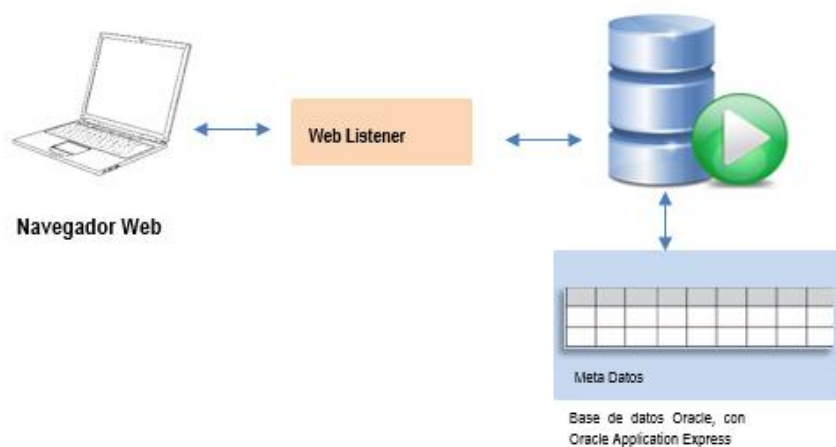 Web Listener
Navegador Web
Meta Datos
Base de datos Oracle, con
Oracle Application Express